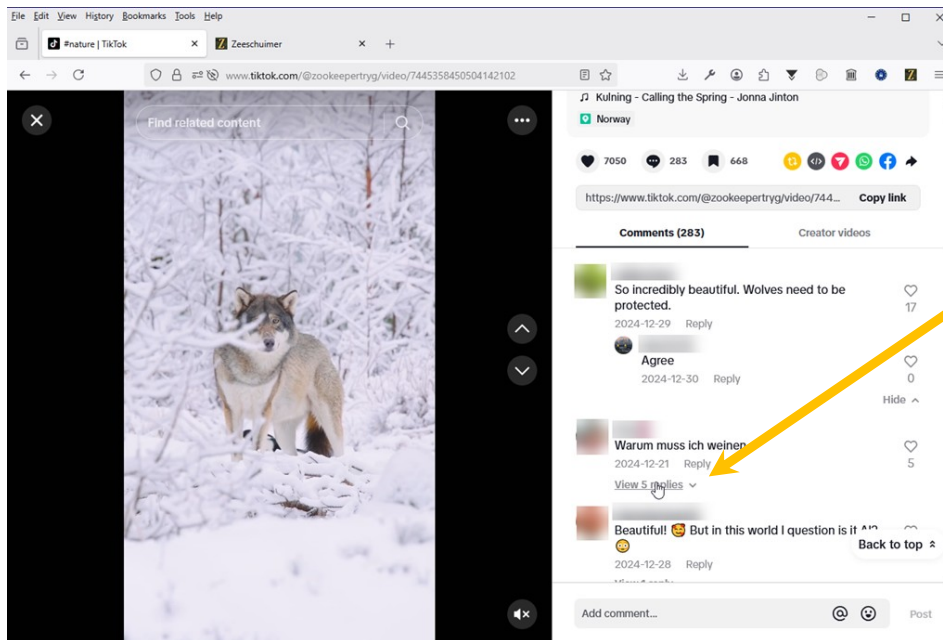 File Edit View History Bookmarks Tools Help
#nature | TikTok
Zeeschuimer
www.tiktok.com/@zookeepertryg/video/7445358450504142102
Find related content
Kulning - Calling the Spring - Jonna Jinton
Norway
7050 283 668
https://www.tiktok.com/@zookeepertryg/video/744... Copy link
Comments (283) Creator videos
So incredibly beautiful. Wolves need to be
protected.
17
2024-12-29 Reply
Agree
2024-12-30 Reply
0
Hide
Warum muss ich weinen
2024-12-21 Reply
5
View 5 replies
Beautiful! 🥰 But in this world I question is it AI?
😳
Back to top
2024-12-28 Reply
View 1 reply
Add comment... Post